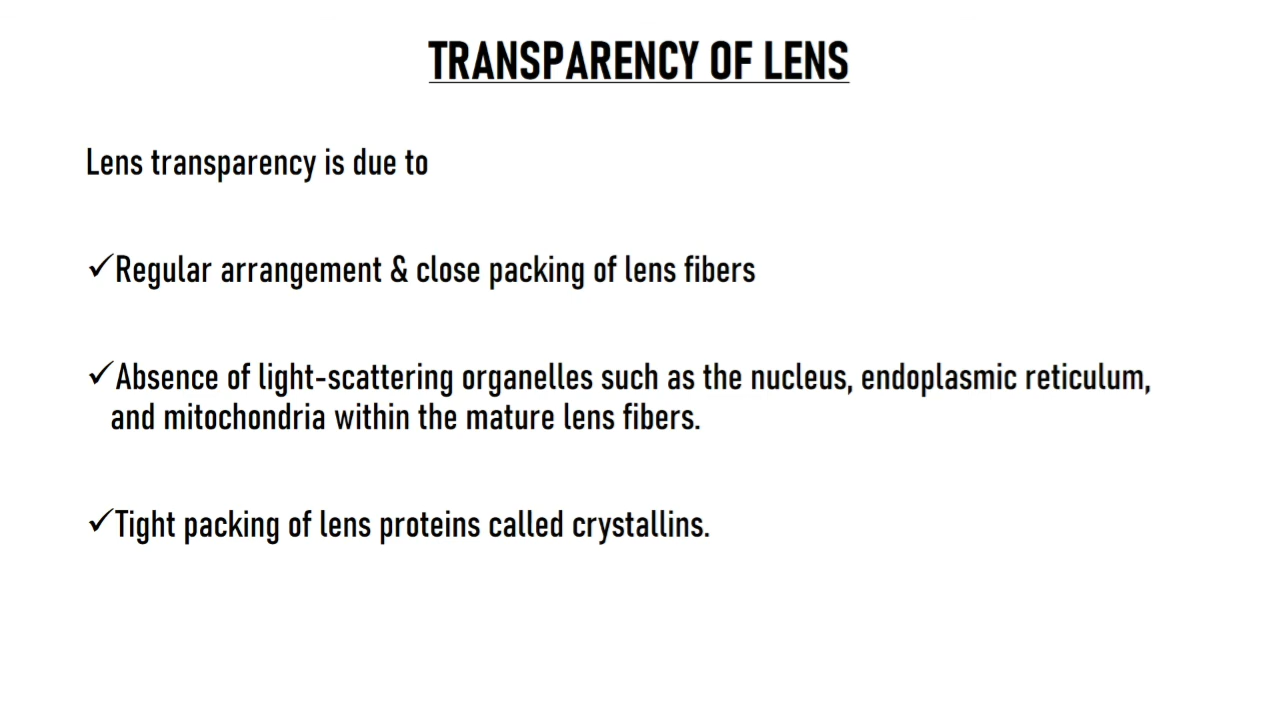 TRANSPARENCY OF LENS
Lens transparency is due to
✓Regular arrangement & close packing of lens fibers
✓Absence of light-scattering organelles such as the nucleus, endoplasmic reticulum,
and mitochondria within the mature lens fibers.
✓Tight packing of lens proteins called crystallins.